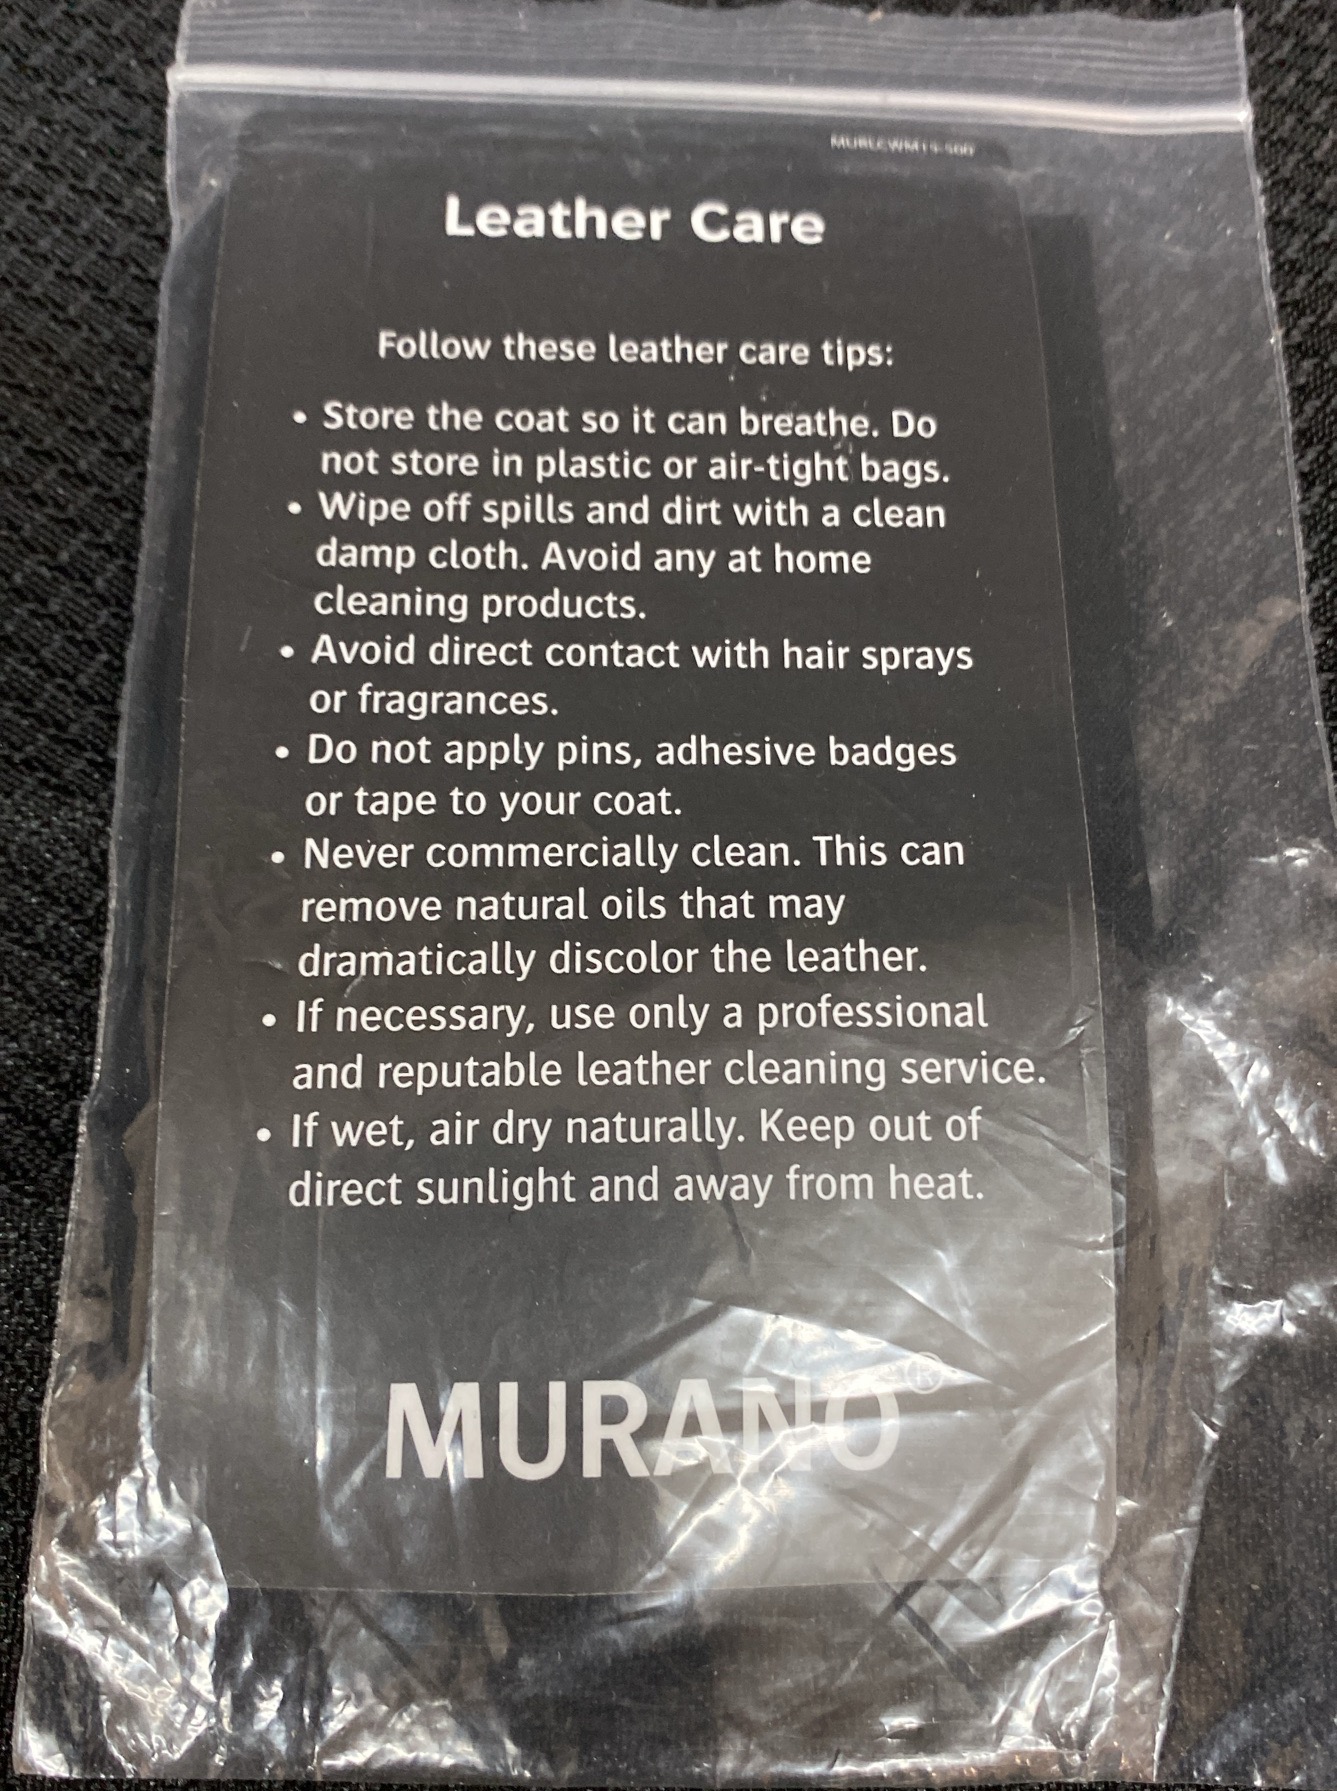 Leather Care
Follow these leather care tips:
• Store the coat so it can breathe. Do
not store in plastic or air-tight bags.
• Wipe off spills and dirt with a clean
damp cloth. Avoid any at home
cleaning products.
• Avoid direct contact with hair sprays
or fragrances.
• Do not apply pins, adhesive badges
or tape to your coat.
• Never commercially clean. This can
remove natural oils that may
dramatically discolor the leather.
• If necessary, use only a professional
and reputable leather cleaning service.
• If wet, air dry naturally. Keep out of
direct sunlight and away from heat.
MURANO®